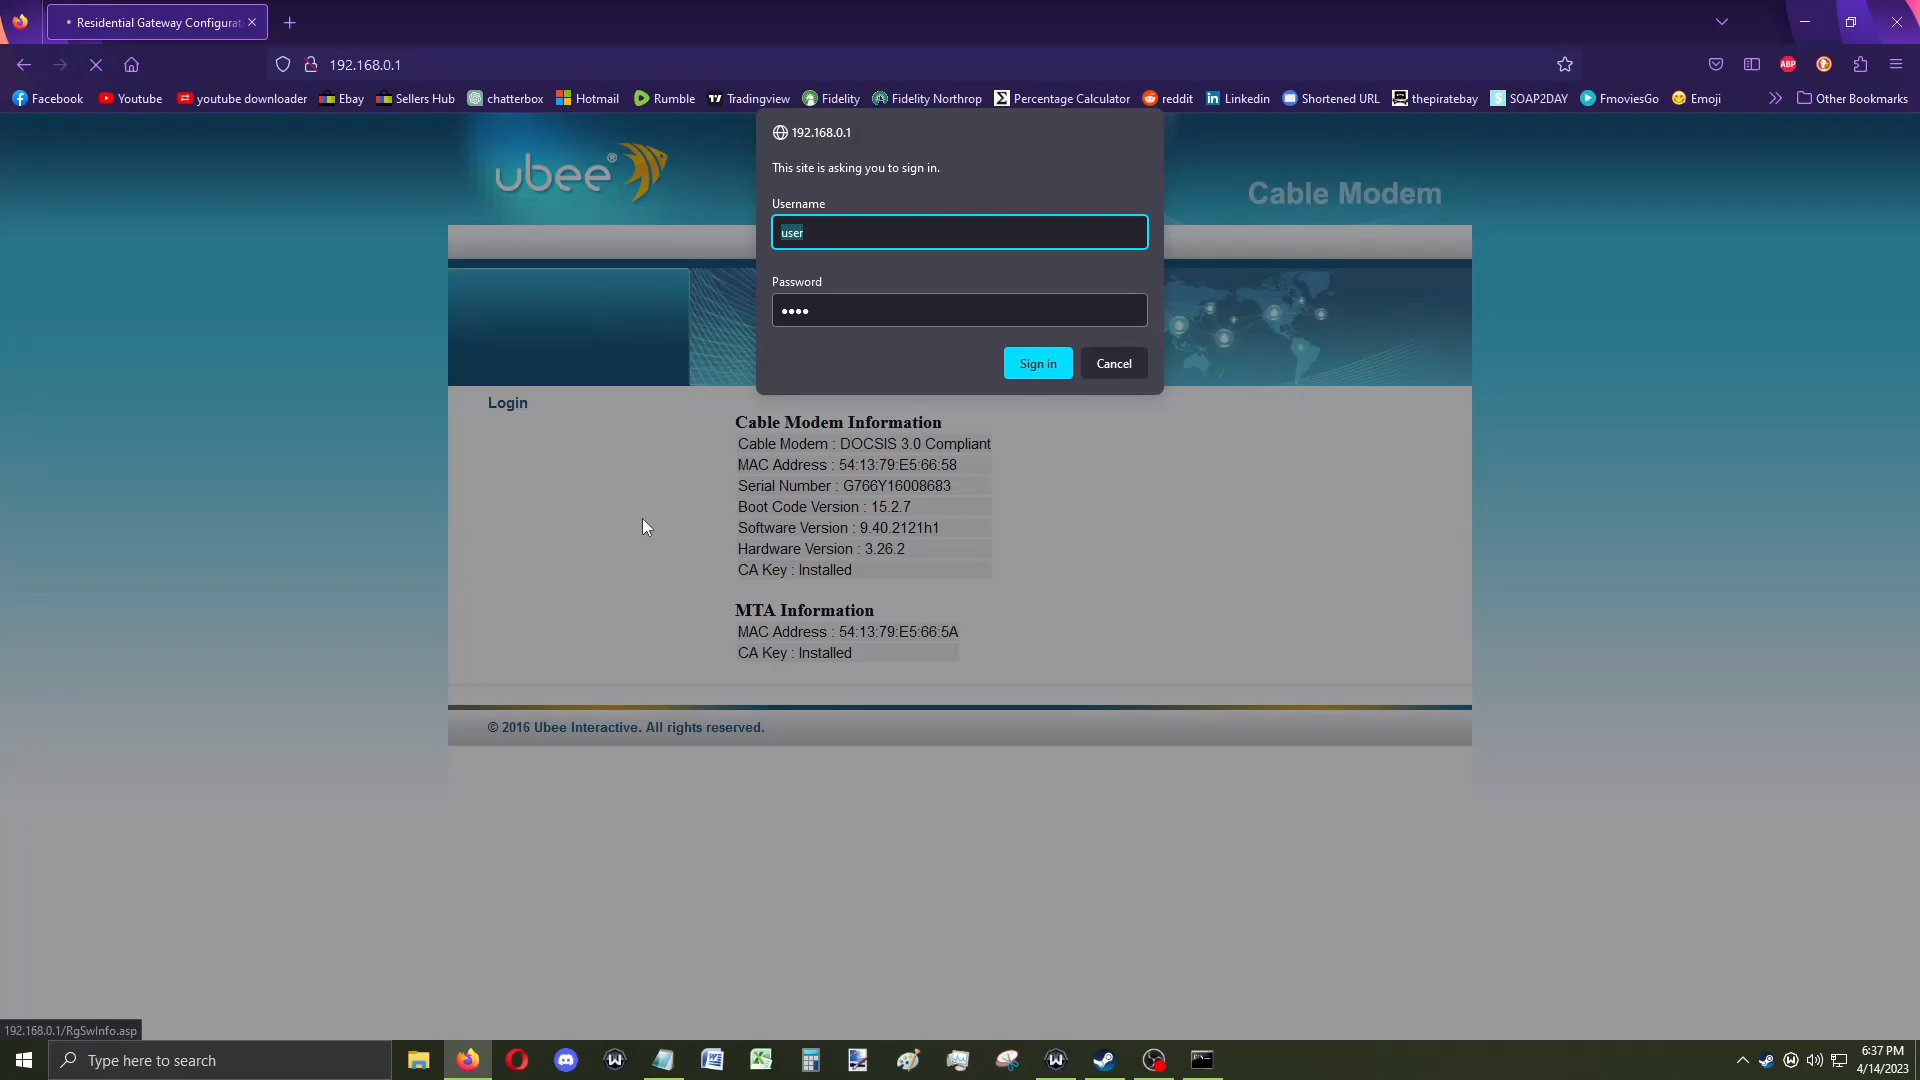 Residential Gateway Configurati
192.168.0.1
ABP
Facebook
Youtube
youtube downloader
Ebay
Sellers Hub
chatterbox
Hotmail
Rumble
Tradingview
Fidelity
Fidelity Northrop
Percentage Calculator
reddit
Linkedin
Shortened URL
thepiratebay
SOAP2DAY
FmoviesGo
Emoji
Other Bookmarks
ubee®
Cable Modem
192.168.0.1
This site is asking you to sign in.
Username
user
Password
••••
Sign in
Cancel
Login
Cable Modem Information
Cable Modem : DOCSIS 3.0 Compliant
MAC Address : 54:13:79:E5:66:58
Serial Number : G766Y16008683
Boot Code Version : 15.2.7
Software Version : 9.40.2121h1
Hardware Version : 3.26.2
CA Key : Installed
MTA Information
MAC Address : 54:13:79:E5:66:5A
CA Key : Installed
© 2016 Ubee Interactive. All rights reserved.
192.168.0.1/RgSwInfo.asp
Type here to search
6:37 PM
4/14/2023